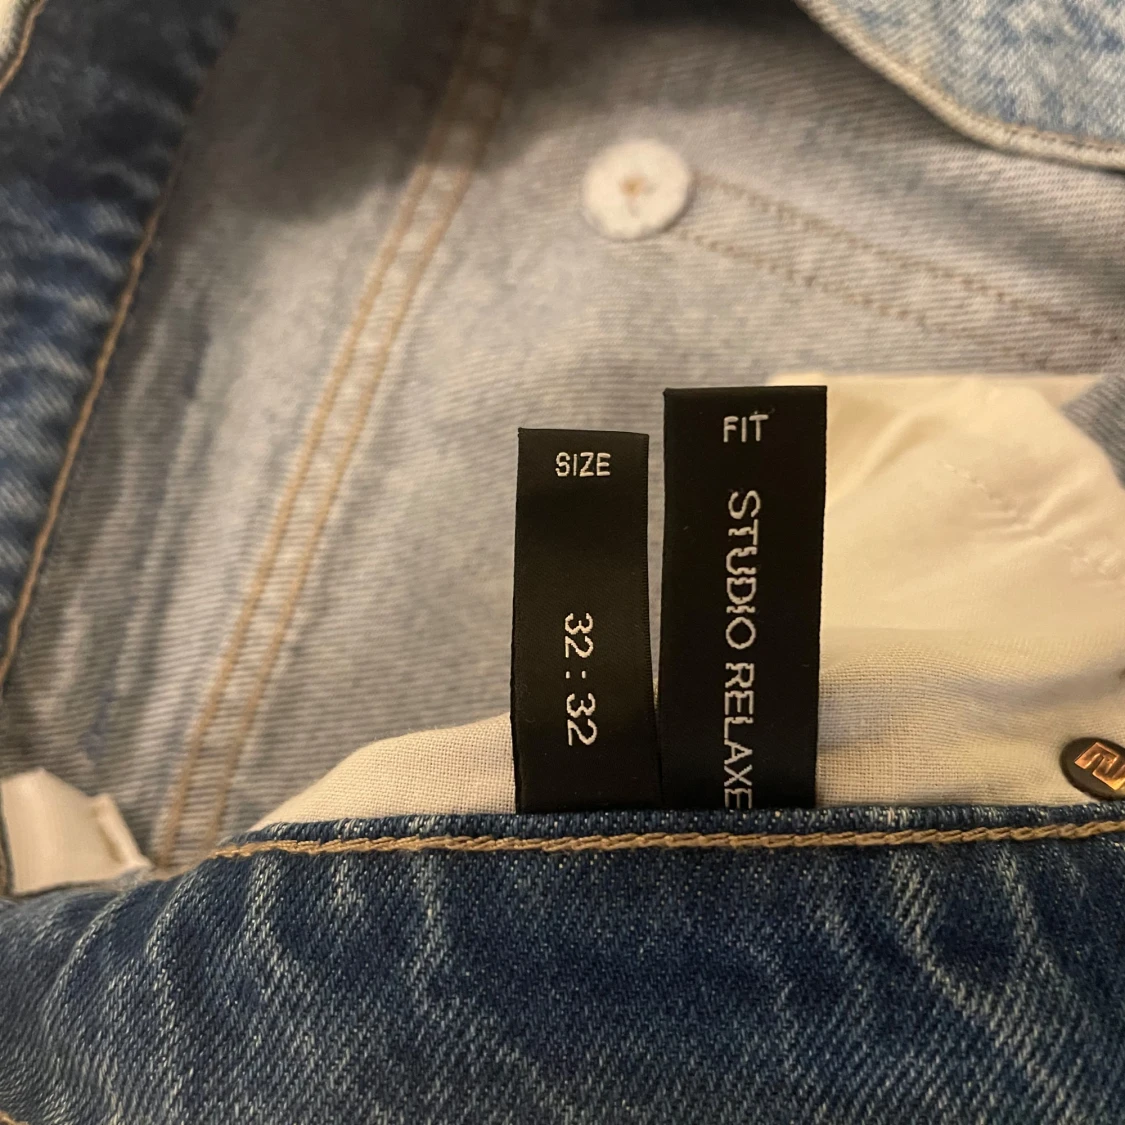 SIZE
32:32
FIT
STUDIO RELAXE